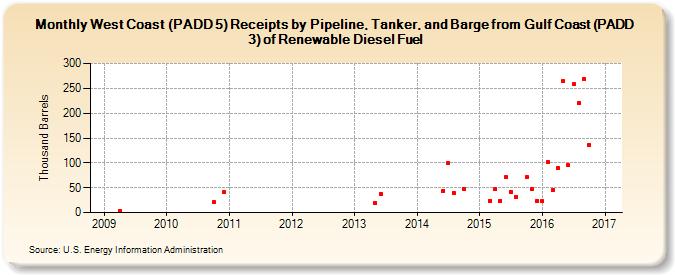 Monthly West Coast (PADD 5) Receipts by Pipeline, Tanker, and Barge from Gulf Coast (PADD
3) of Renewable Diesel Fuel
Thousand Barrels
300
250
200
150
100
50
0
2009 2010 2011 2012 2013 2014 2015 2016 2017
Source: U.S. Energy Information Administration